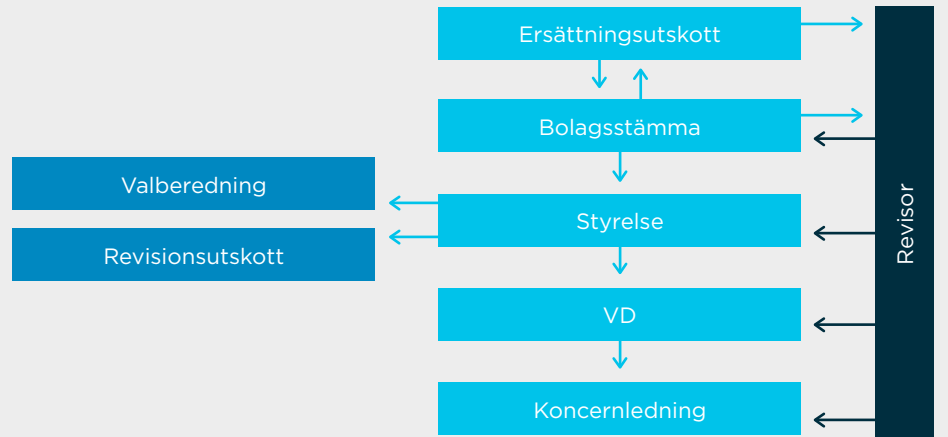 Ersättningsutskott
Bolagsstämma
Valberedning
Styrelse
Revisionsutskott
VD
Koncernledning
Revisor